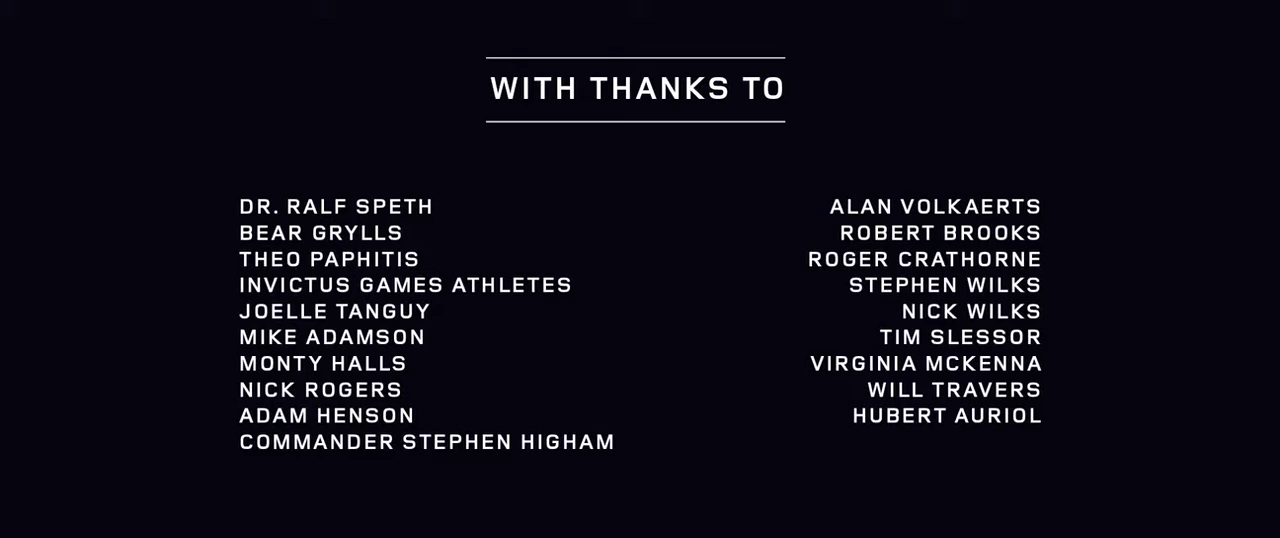 WITH THANKS TO
DR. RALF SPETH
BEAR GRYLLS
THEO PAPHITIS
INVICTUS GAMES ATHLETES
JOELLE TANGUY
MIKE ADAMSON
MONTY HALLS
NICK ROGERS
ADAM HENSON
COMMANDER STEPHEN HIGHAM
ALAN VOLKAERTS
ROBERT BROOKS
ROGER CRATHORNE
STEPHEN WILKS
NICK WILKS
TIM SLESSOR
VIRGINIA MCKENNA
WILL TRAVERS
HUBERT AURIOL